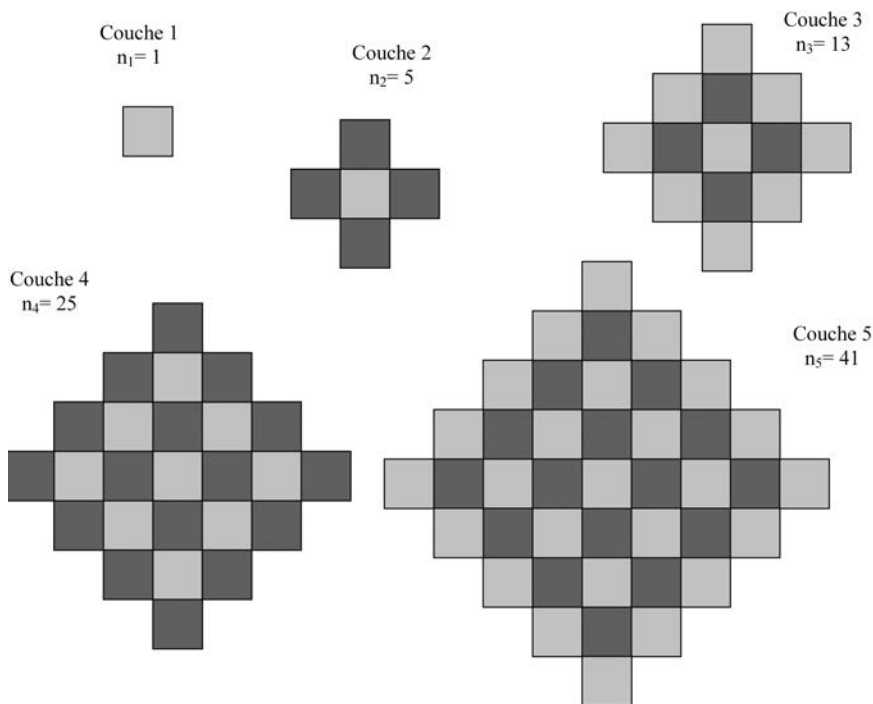 Couche 1
n₁= 1
Couche 2
n₂= 5
Couche 3
n₃= 13
Couche 4
n₄= 25
Couche 5
n₅= 41